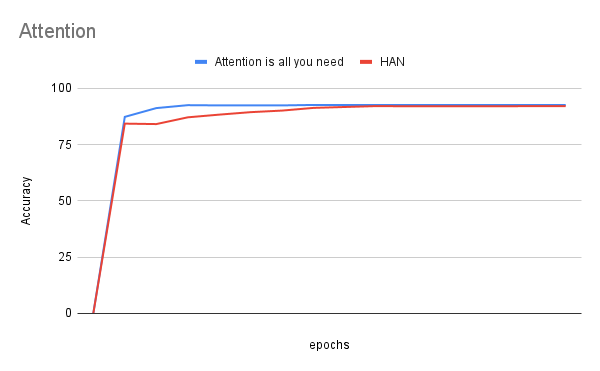 Attention
Attention is all you need HAN
100
75
50
25
0
Accuracy
epochs